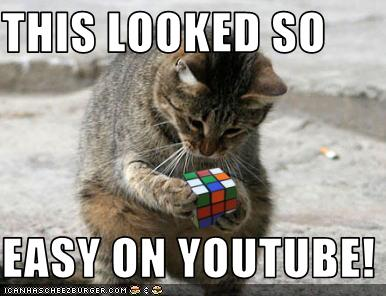 THIS LOOKED SO
EASY ON YOUTUBE!
ICANHASCHEEZBURGER.COM